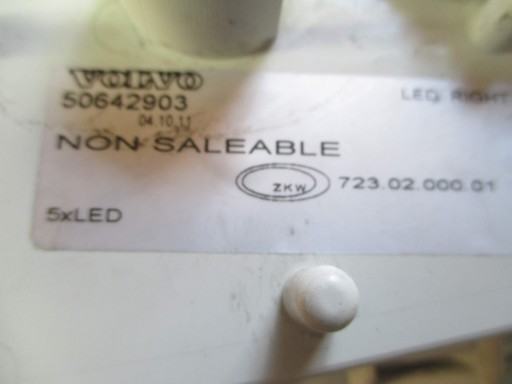 VOLVO
50642903 LED RIGHT
04.10.11
NON SALEABLE
ZKW 723.02.000.01
5xLED